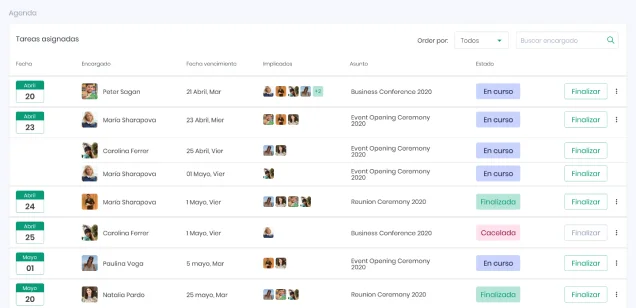 Agenda
Tareas asignadas
Order por: Todos Buscar encargado
Fecha Encargado Fecha vencimiento Implicados Asunto Estado
Abril 20 Peter Sagan 21 Abril, Mar +2 Business Conference 2020 En curso Finalizar
Abril 23 Maria Sharapova 23 Abril, Mier Event Opening Ceremony 2020 En curso Finalizar
Carolina Ferrer 25 Abril, Vier Event Opening Ceremony 2020 En curso Finalizar
Maria Sharapova 01 Mayo, Vier Event Opening Ceremony 2020 En curso Finalizar
Abril 24 Maria Sharapova 1 Mayo, Vier Reunion Ceremony 2020 Finalizada Finalizar
Abril 25 Carolina Ferrer 1 Mayo, Vier Business Conference 2020 Cacelada Finalizar
Mayo 01 Paulina Voga 5 mayo, Mar Event Opening Ceremony 2020 En curso Finalizar
Mayo 20 Natalia Pardo 25 mayo, Mar Reunion Ceremony 2020 Finalizada Finalizar